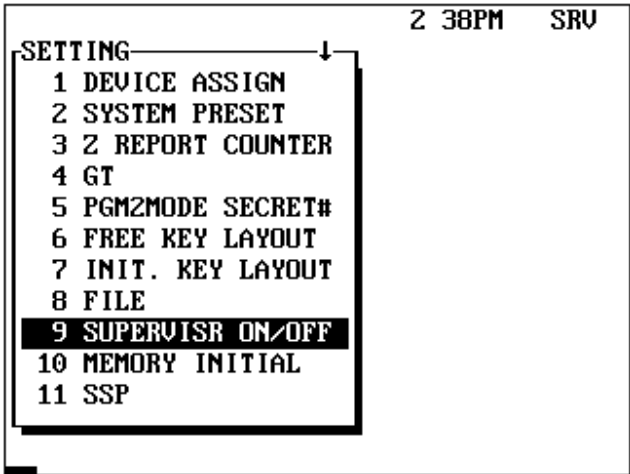 2 38PM SRV
SETTING ↓
1 DEVICE ASSIGN
2 SYSTEM PRESET
3 Z REPORT COUNTER
4 GT
5 PGM2MODE SECRET#
6 FREE KEY LAYOUT
7 INIT. KEY LAYOUT
8 FILE
9 SUPERVISR ON/OFF
10 MEMORY INITIAL
11 SSP